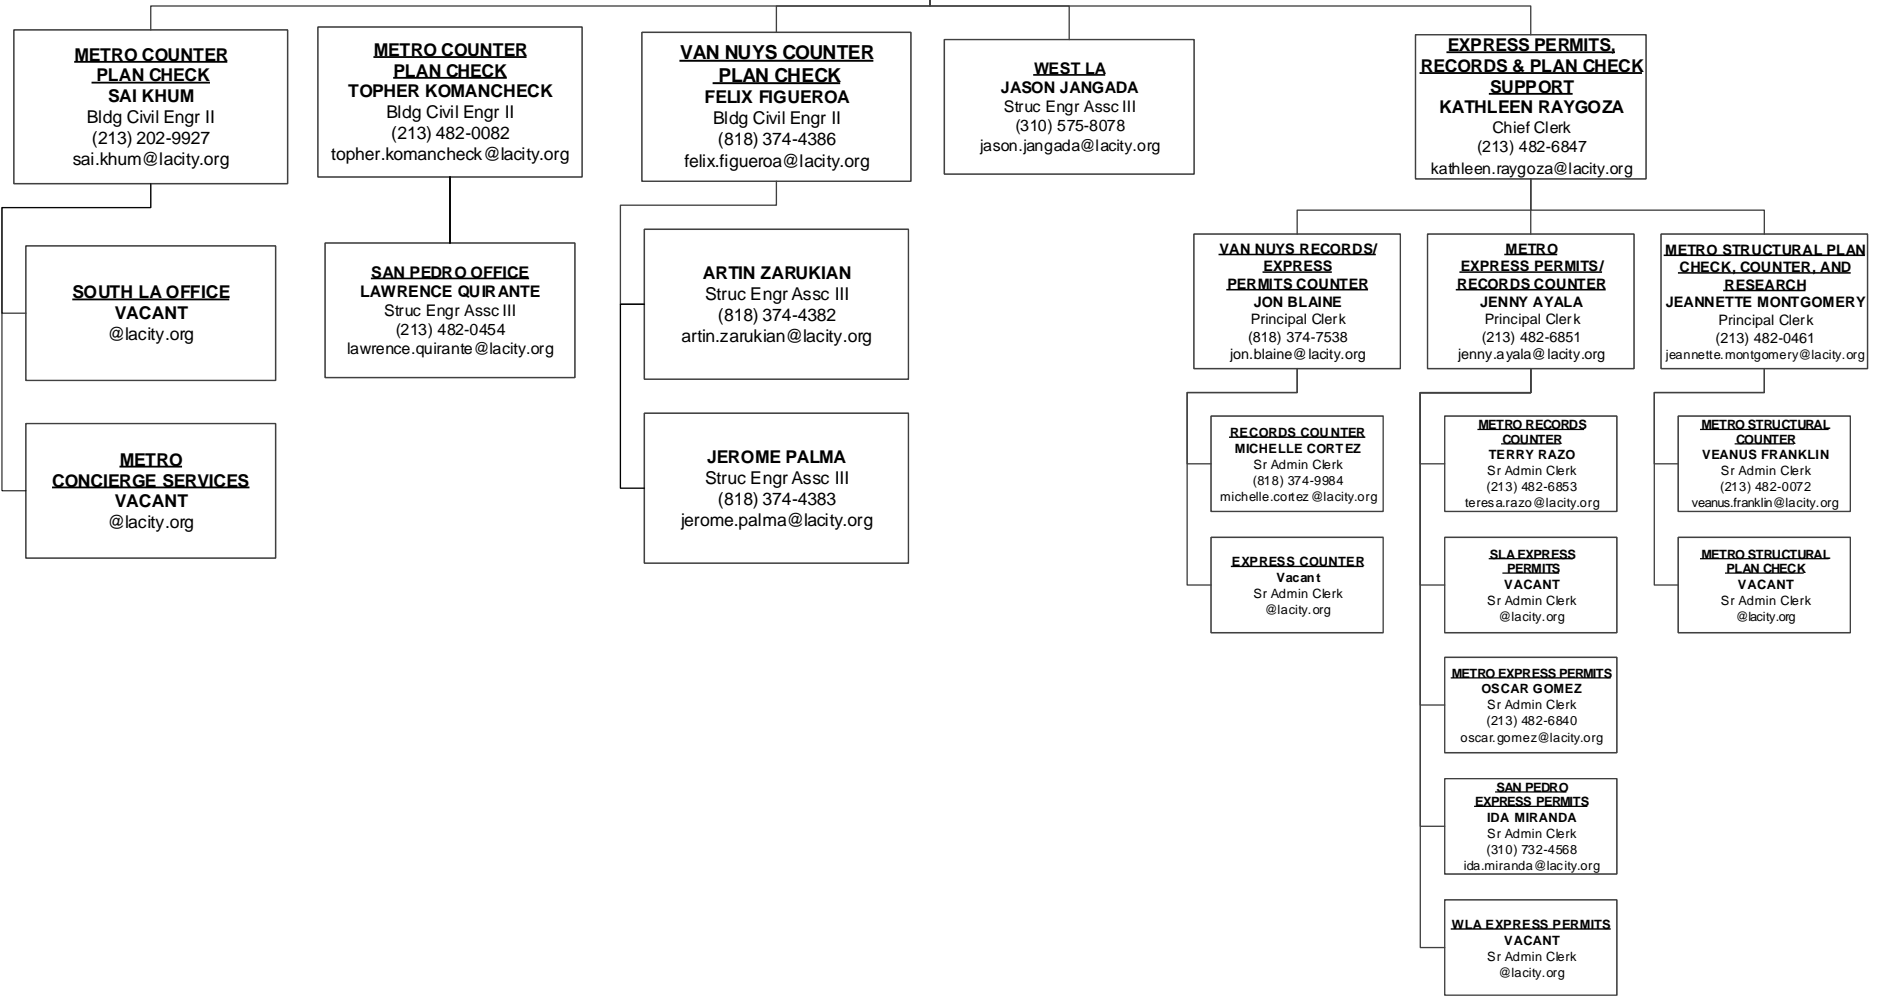 METRO COUNTER
PLAN CHECK
SAI KHUM
Bldg Civil Engr II
(213) 202-9927
sai.khum@lacity.org
METRO COUNTER
PLAN CHECK
TOPHER KOMANCHECK
Bldg Civil Engr II
(213) 482-0082
topher.komancheck@lacity.org
VAN NUYS COUNTER
PLAN CHECK
FELIX FIGUEROA
Bldg Civil Engr II
(818) 374-4386
felix.figueroa@lacity.org
WEST LA
JASON JANGADA
Struc Engr Assc III
(310) 575-8078
jason.jangada@lacity.org
EXPRESS PERMITS,
RECORDS & PLAN CHECK
SUPPORT
KATHLEEN RAYGOZA
Chief Clerk
(213) 482-6847
kathleen.raygoza@lacity.org
SOUTH LA OFFICE
VACANT
@lacity.org
METRO
CONCIERGE SERVICES
VACANT
@lacity.org
SAN PEDRO OFFICE
LAWRENCE QUIRANTE
Struc Engr Assc III
(213) 482-0454
lawrence.quirante@lacity.org
ARTIN ZARUKIAN
Struc Engr Assc III
(818) 374-4382
artin.zarukian@lacity.org
JEROME PALMA
Struc Engr Assc III
(818) 374-4383
jerome.palma@lacity.org
VAN NUYS RECORDS/
EXPRESS
PERMITS COUNTER
JON BLAINE
Principal Clerk
(818) 374-7538
jon.blaine@lacity.org
RECORDS COUNTER
MICHELLE CORTEZ
Sr Admin Clerk
(818) 374-9984
michelle.cortez@lacity.org
EXPRESS COUNTER
Vacant
Sr Admin Clerk
@lacity.org
METRO
EXPRESS PERMITS/
RECORDS COUNTER
JENNY AYALA
Principal Clerk
(213) 482-6851
jenny.ayala@lacity.org
METRO RECORDS
COUNTER
TERRY RAZO
Sr Admin Clerk
(213) 482-6853
teresa.razo@lacity.org
SLA EXPRESS
PERMITS
VACANT
Sr Admin Clerk
@lacity.org
METRO EXPRESS PERMITS
OSCAR GOMEZ
Sr Admin Clerk
(213) 482-6840
oscar.gomez@lacity.org
SAN PEDRO
EXPRESS PERMITS
IDA MIRANDA
Sr Admin Clerk
(310) 732-4568
ida.miranda@lacity.org
WLA EXPRESS PERMITS
VACANT
Sr Admin Clerk
@lacity.org
METRO STRUCTURAL PLAN
CHECK, COUNTER, AND
RESEARCH
JEANNETTE MONTGOMERY
Principal Clerk
(213) 482-0461
jeannette.montgomery@lacity.org
METRO STRUCTURAL
COUNTER
VEANUS FRANKLIN
Sr Admin Clerk
(213) 482-0072
veanus.franklin@lacity.org
METRO STRUCTURAL
PLAN CHECK
VACANT
Sr Admin Clerk
@lacity.org